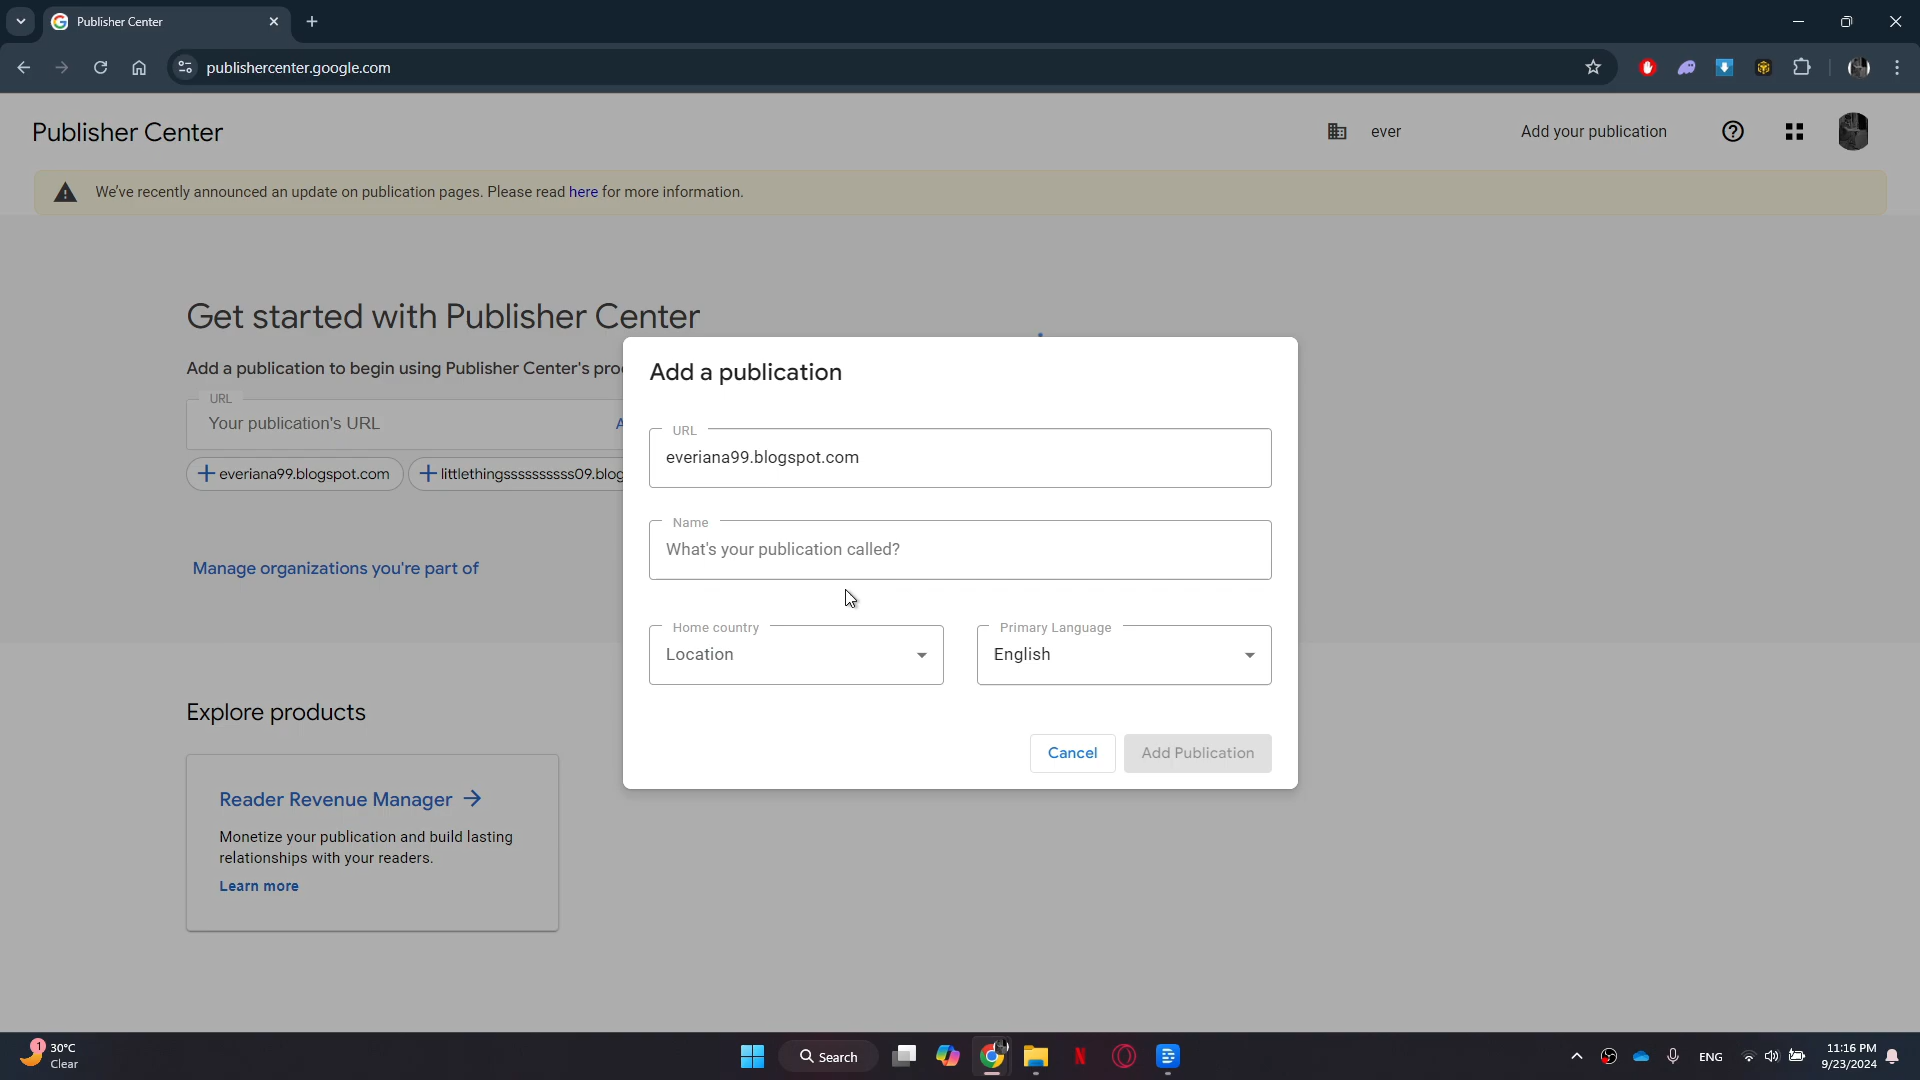 Publisher Center
publishercenter.google.com
Publisher Center
ever
Add your publication
We've recently announced an update on publication pages. Please read here for more information.
Get started with Publisher Center
Add a publication to begin using Publisher Center's pro
URL
Your publication's URL
A
everiana99.blogspot.com
Manage organizations you're part of
Add a publication
URL
everiana99.blogspot.com
Name
What's your publication called?
Home country
Location
Primary Language
English
Cancel
Add Publication
Explore products
Reader Revenue Manager
Monetize your publication and build lasting
relationships with your readers.
Learn more
1
30°C
Clear
Search
ENG
11:16 PM
9/23/2024